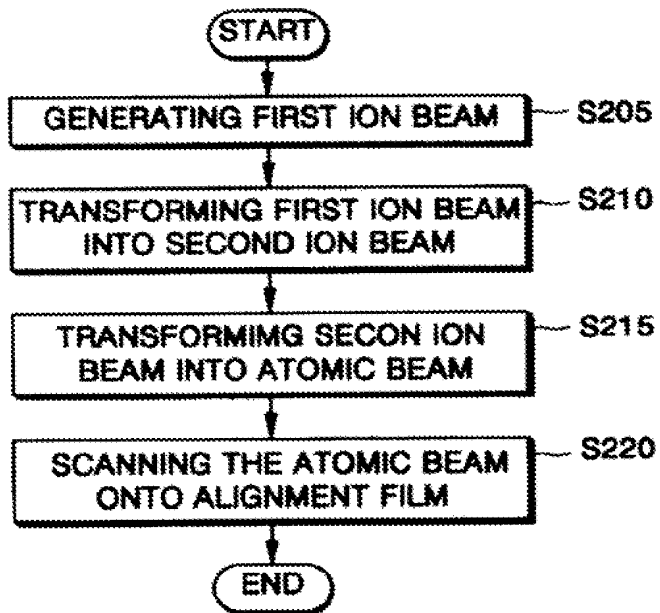 START
GENERATING FIRST ION BEAM
S205
TRANSFORMING FIRST ION BEAM
INTO SECOND ION BEAM
S210
TRANSFORMIMG SECON ION
BEAM INTO ATOMIC BEAM
S215
SCANNING THE ATOMIC BEAM
ONTO ALIGNMENT FILM
S220
END